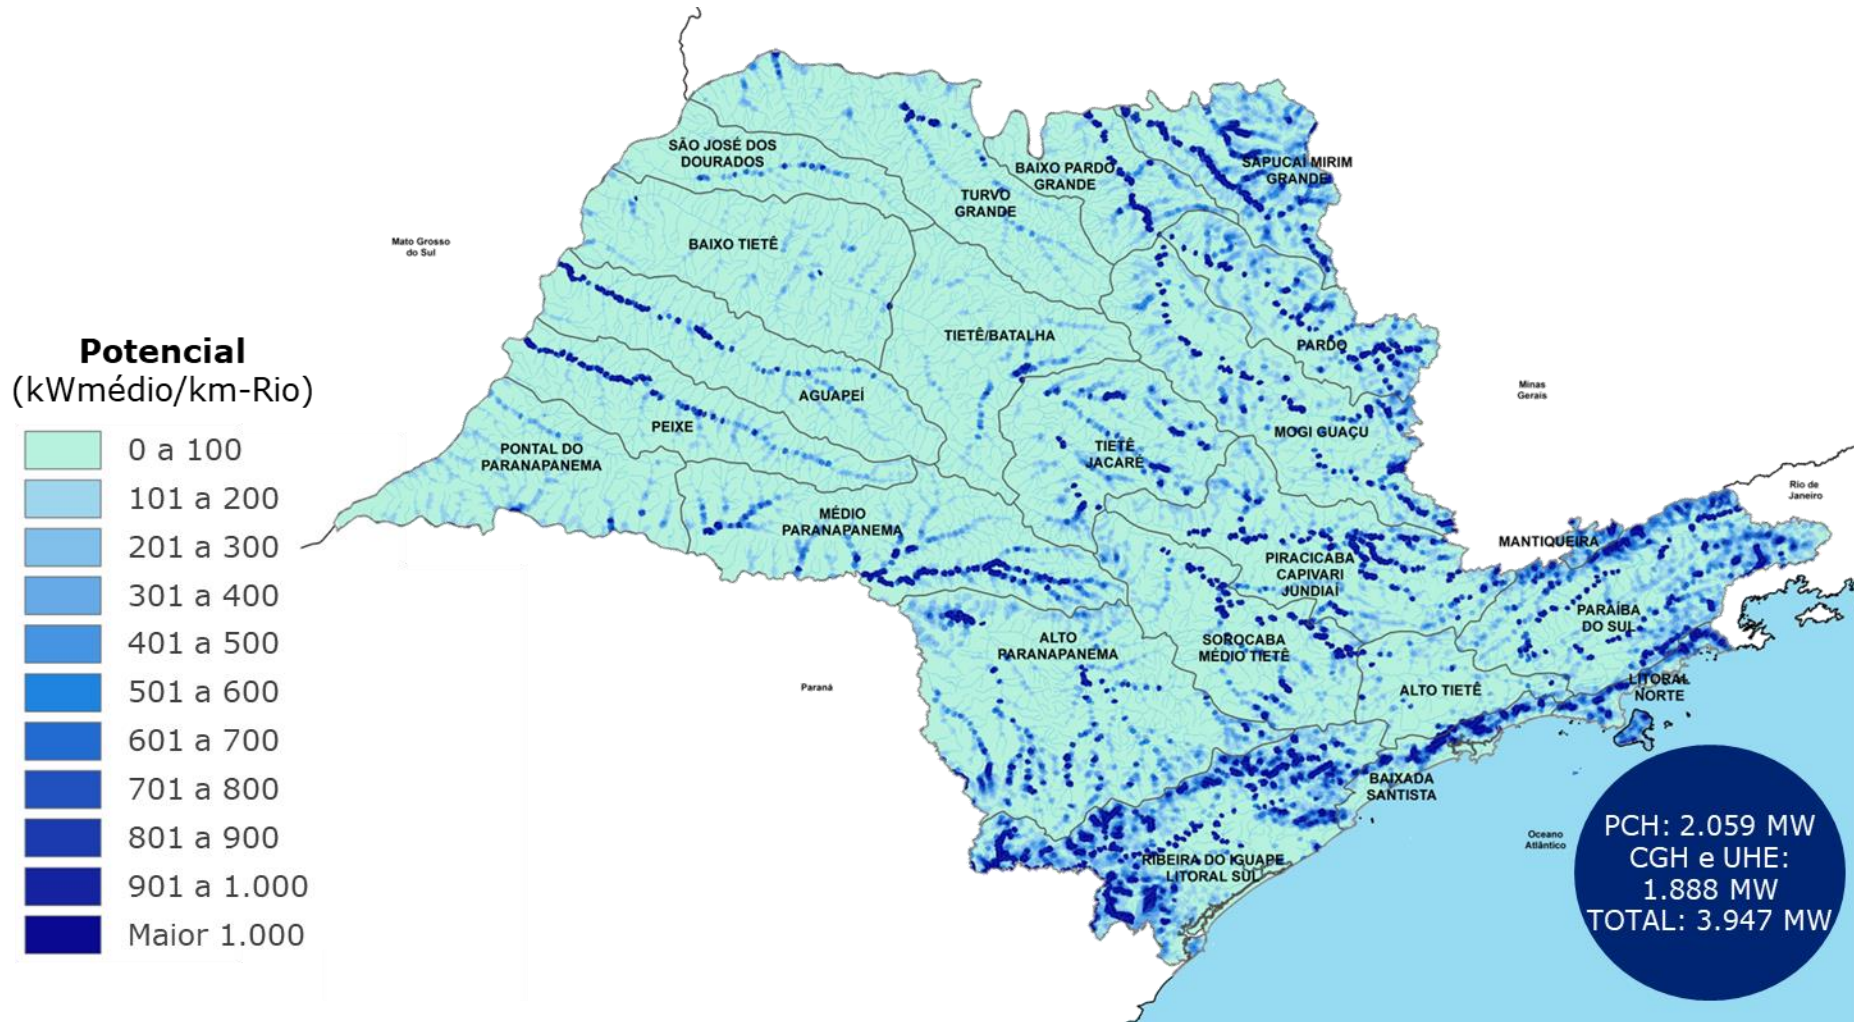 SÃO JOSÉ DOS
DOURADOS
BAIXO PARDO
GRANDE
SAPUCAÍ MIRIM
GRANDE
TURVO
GRANDE
Mato Grosso
do Sul
BAIXO TIETÊ
TIETÊ/BATALHA
PARDO
Potencial
(kWmédio/km-Rio)
0 a 100
101 a 200
201 a 300
301 a 400
401 a 500
501 a 600
601 a 700
701 a 800
801 a 900
901 a 1.000
Maior 1.000
AGUAPEÍ
PEIXE
Minas
Gerais
MOGI GUAÇU
PONTAL DO
PARANAPANEMA
TIETÊ
JACARÉ
MÉDIO
PARANAPANEMA
Rio de
Janeiro
MANTIQUEIRA
PIRACICABA
CAPIVARI
JUNDIAÍ
PARAÍBA
DO SUL
ALTO
PARANAPANEMA
SOROCABA
MÉDIO TIETÊ
Paraná
ALTO TIETÊ
LITORAL
NORTE
BAIXADA
SANTISTA
Oceano
Atlântico
RIBEIRA DO IGUAPE
LITORAL SUL
PCH: 2.059 MW
CGH e UHE:
1.888 MW
TOTAL: 3.947 MW